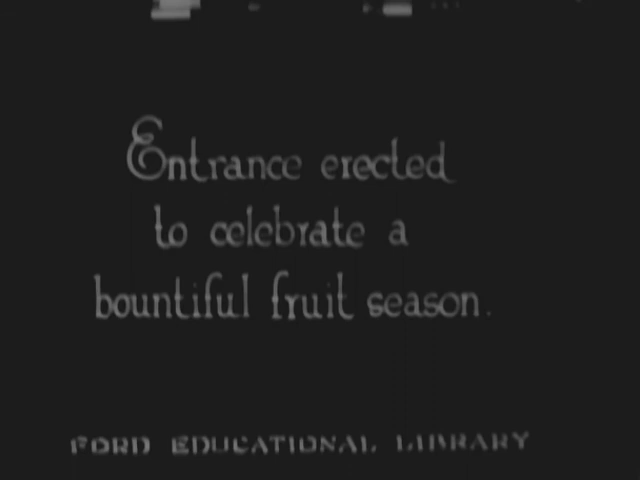 Entrance erected
to celebrate a
bountiful fruit season.
FORD EDUCATIONAL LIBRARY